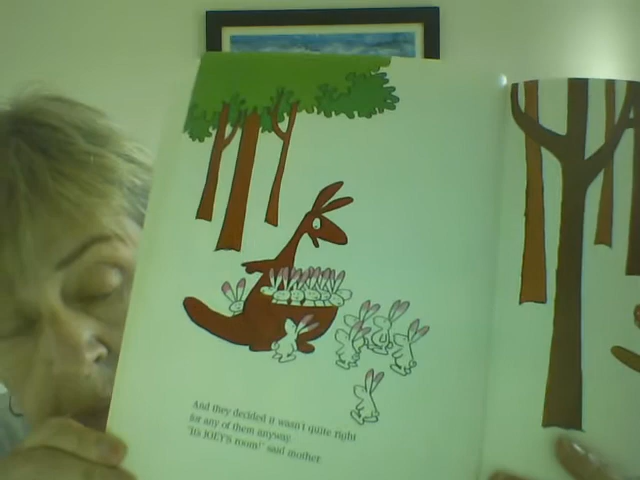 And they decided it wasn't quite right
for any of them anyway.
"It's JOEY'S room!" said mother.